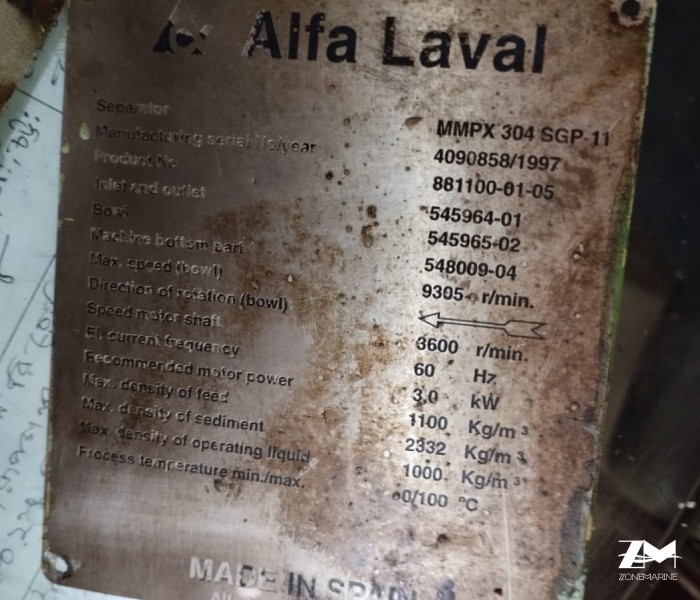 Alfa Laval
Separator MMPX 304 SGP-11
Manufacturing serial No/year 4090858/1997
Product No 881100-01-05
Inlet and outlet 545964-01
Bowl 545965-02
Machine bottom part 548009-04
Max. speed (bowl) 9305 r/min.
Direction of rotation (bowl)
Speed motor shaft 3600 r/min.
El. current frequency 60 Hz
Recommended motor power 3,0 kW
Max. density of feed 1100 Kg/m³
Max. density of sediment 2332 Kg/m³
Max. density of operating liquid 1000 Kg/m³
Process temperature min./max. 0/100 °C
MADE IN SPAIN
ZM
ZONEMARINE